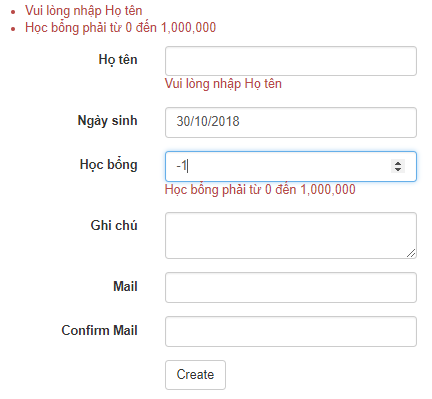 Vui lòng nhập Họ tên
Học bổng phải từ 0 đến 1,000,000
Họ tên
Vui lòng nhập Họ tên
Ngày sinh 30/10/2018
Học bổng -1
Học bổng phải từ 0 đến 1,000,000
Ghi chú
Mail
Confirm Mail
Create